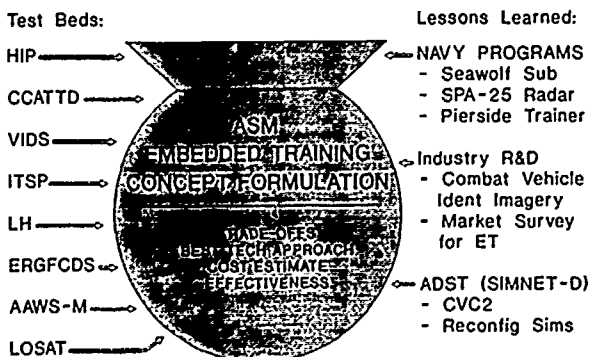 Test Beds:
HIP
CCATTD
VIDS
ITSP
LH
ERGFCDS
AAWS-M
LOSAT
ASM
EMBEDDED TRAINING
CONCEPT FORMULATION
TRADE-OFFS
BEST TECH APPROACH
COST ESTIMATE
EFFECTIVENESS
Lessons Learned:
NAVY PROGRAMS
- Seawolf Sub
- SPA-25 Radar
- Pierside Trainer
Industry R&D
- Combat Vehicle
Ident Imagery
- Market Survey
for ET
ADST (SIMNET-D)
- CVC2
- Reconfig Sims